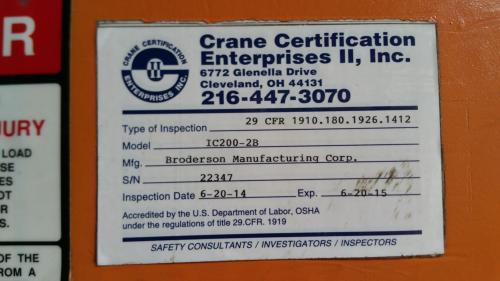 R
JURY
LOAD
SE
ES
OT
R
S.
OF THE
ROM A
CRANE CERTIFICATION
ENTERPRISES INC.
II
Crane Certification
Enterprises II, Inc.
6772 Glenella Drive
Cleveland, OH 44131
216-447-3070
Type of Inspection 29 CFR 1910.180.1926.1412
Model IC200-2B
Mfg. Broderson Manufacturing Corp.
S/N 22347
Inspection Date 6-20-14 Exp. 6-20-15
Accredited by the U.S. Department of Labor, OSHA
under the regulations of title 29.CFR. 1919
SAFETY CONSULTANTS / INVESTIGATORS / INSPECTORS